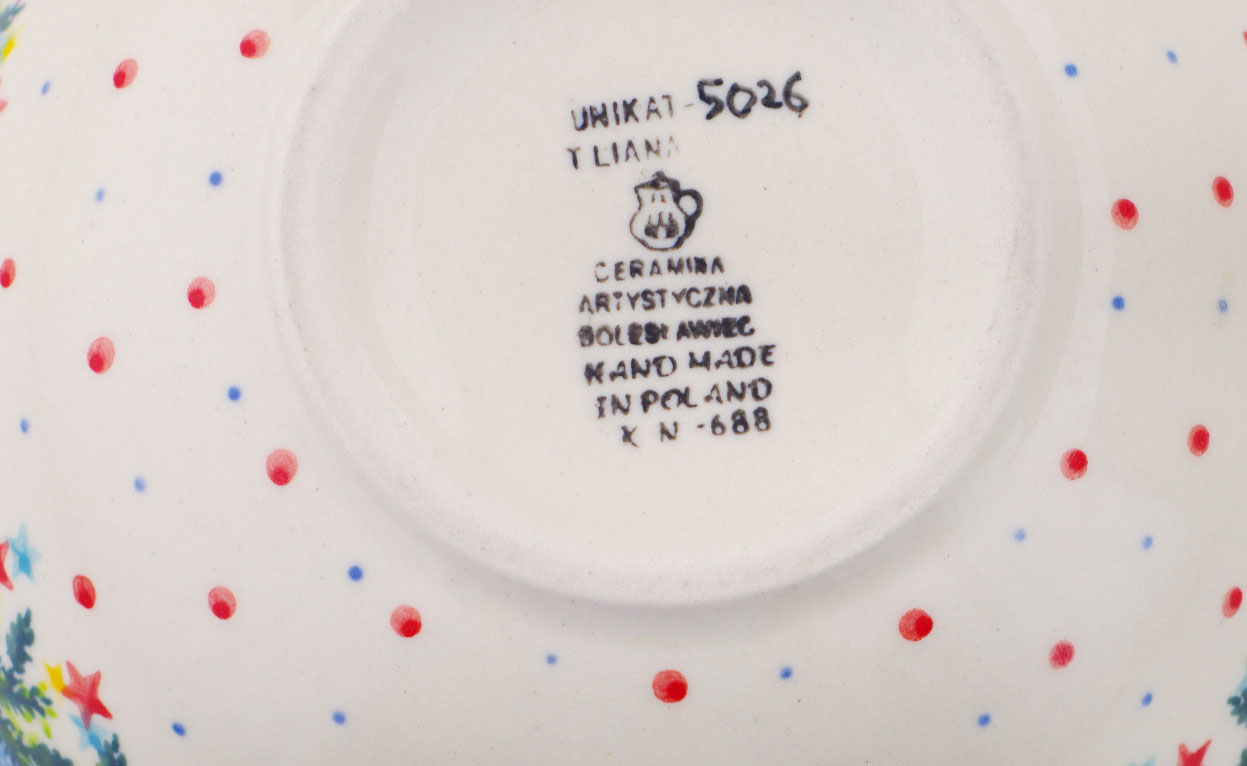 UNIKAT-5026
T LIANA
CERAMIKA
ARTYSTYCZNA
BOLESŁAWIEC
HAND MADE
IN POLAND
K N -688